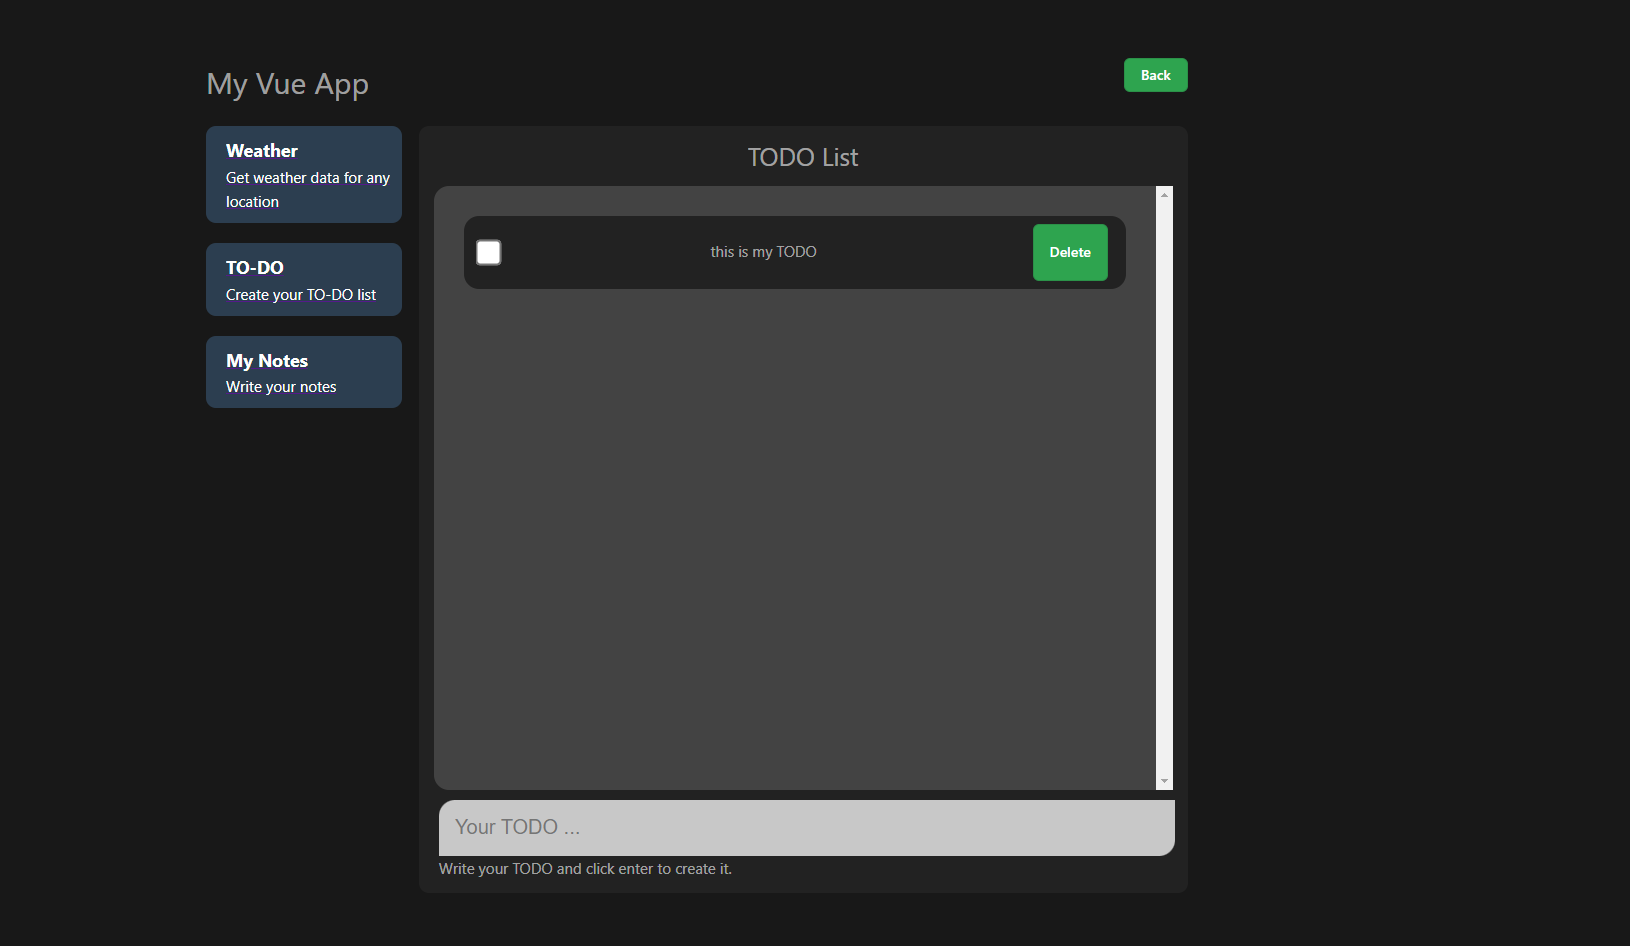 My Vue App
Back
Weather
Get weather data for any
location
TO-DO
Create your TO-DO list
My Notes
Write your notes
TODO List
this is my TODO
Delete
Your TODO ...
Write your TODO and click enter to create it.